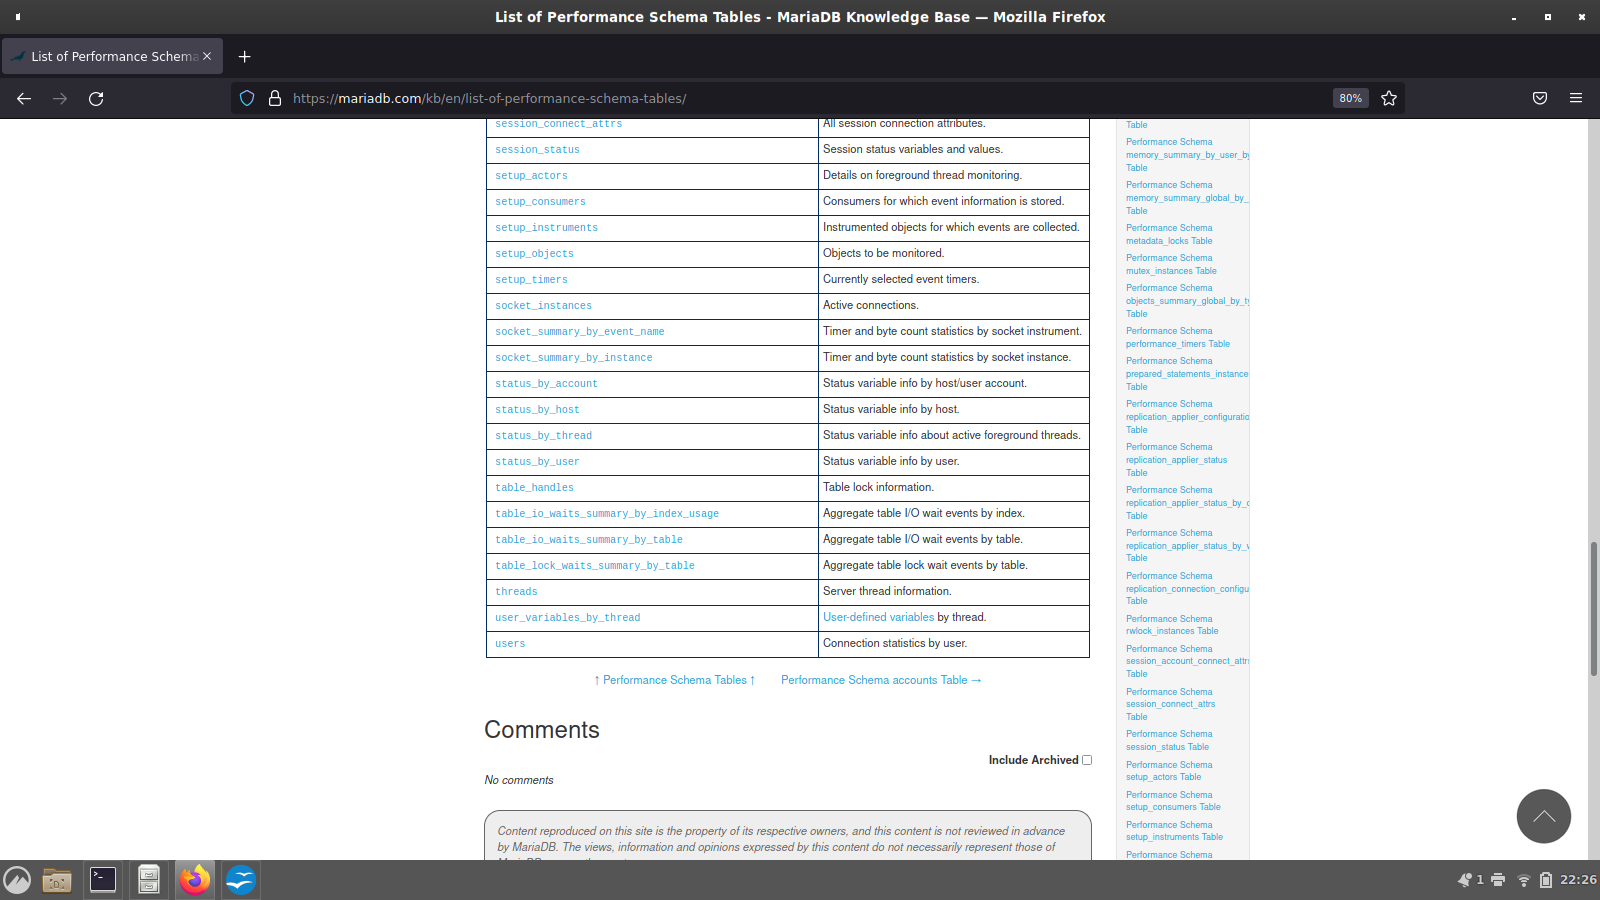 List of Performance Schema Tables - MariaDB Knowledge Base — Mozilla Firefox
List of Performance Schema
https://mariadb.com/kb/en/list-of-performance-schema-tables/
80%
session_connect_attrs All session connection attributes.
session_status Session status variables and values.
setup_actors Details on foreground thread monitoring.
setup_consumers Consumers for which event information is stored.
setup_instruments Instrumented objects for which events are collected.
setup_objects Objects to be monitored.
setup_timers Currently selected event timers.
socket_instances Active connections.
socket_summary_by_event_name Timer and byte count statistics by socket instrument.
socket_summary_by_instance Timer and byte count statistics by socket instance.
status_by_account Status variable info by host/user account.
status_by_host Status variable info by host.
status_by_thread Status variable info about active foreground threads.
status_by_user Status variable info by user.
table_handles Table lock information.
table_io_waits_summary_by_index_usage Aggregate table I/O wait events by index.
table_io_waits_summary_by_table Aggregate table I/O wait events by table.
table_lock_waits_summary_by_table Aggregate table lock wait events by table.
threads Server thread information.
user_variables_by_thread User-defined variables by thread.
users Connection statistics by user.
↑ Performance Schema Tables ↑ Performance Schema accounts Table →
Comments
Include Archived
No comments
Content reproduced on this site is the property of its respective owners, and this content is not reviewed in advance
by MariaDB. The views, information and opinions expressed by this content do not necessarily represent those of
Table
Performance Schema
memory_summary_by_user_by
Table
Performance Schema
memory_summary_global_by_
Table
Performance Schema
metadata_locks Table
Performance Schema
mutex_instances Table
Performance Schema
objects_summary_global_by_ty
Table
Performance Schema
performance_timers Table
Performance Schema
prepared_statements_instance
Table
Performance Schema
replication_applier_configuratio
Table
Performance Schema
replication_applier_status
Table
Performance Schema
replication_applier_status_by_c
Table
Performance Schema
replication_applier_status_by_w
Table
Performance Schema
replication_connection_configu
Table
Performance Schema
rwlock_instances Table
Performance Schema
session_account_connect_attrs
Table
Performance Schema
session_connect_attrs
Table
Performance Schema
session_status Table
Performance Schema
setup_actors Table
Performance Schema
setup_consumers Table
Performance Schema
setup_instruments Table
Performance Schema
1
22:26